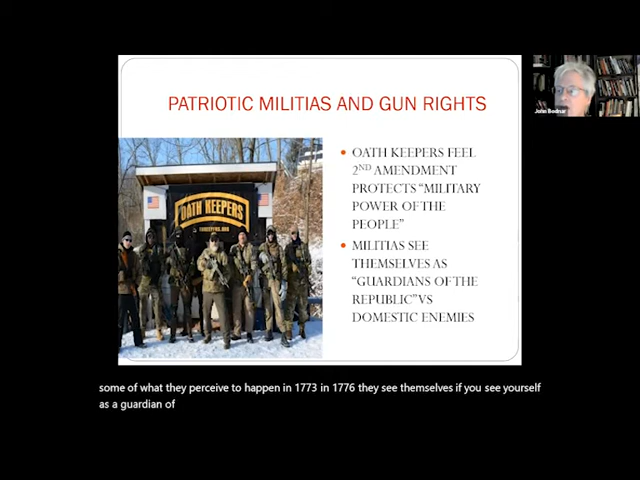 PATRIOTIC MILITIAS AND GUN RIGHTS
John Bednar
OATH KEEPERS FEEL
2ND AMENDMENT
PROTECTS "MILITARY
POWER OF THE
PEOPLE"
OATH KEEPERS
MILITIAS SEE
THEMSELVES AS
"GUARDIANS OF THE
REPUBLIC"VS
DOMESTIC ENEMIES
some of what they perceive to happen in 1773 in 1776 they see themselves if you see yourself
as a guardian of